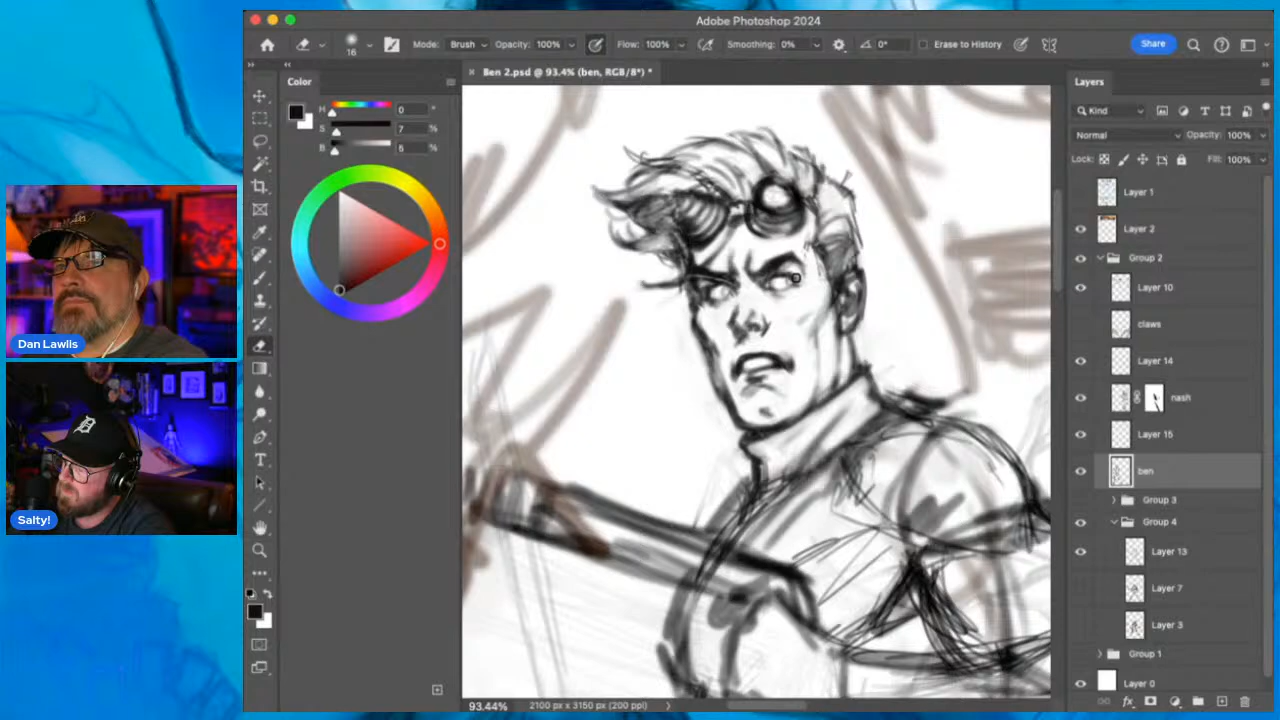 Adobe Photoshop 2024
16
Mode: Brush Opacity: 100% Flow: 100% Smoothing: 0% 0° Erase to History Share
Color
Ben 2.psd @ 93.4% (ben, RGB/8*) *
Layers
H 0 °
S 7 %
B 5 %
Kind
Normal Opacity: 100%
Lock: Fill: 100%
Layer 1
Layer 2
Group 2
Layer 10
claws
Layer 14
nash
Layer 15
ben
Group 3
Group 4
Layer 13
Layer 7
Layer 3
Group 1
Layer 0
Dan Lawlis
Salty!
93.44% 2100 px x 3150 px (200 ppi)